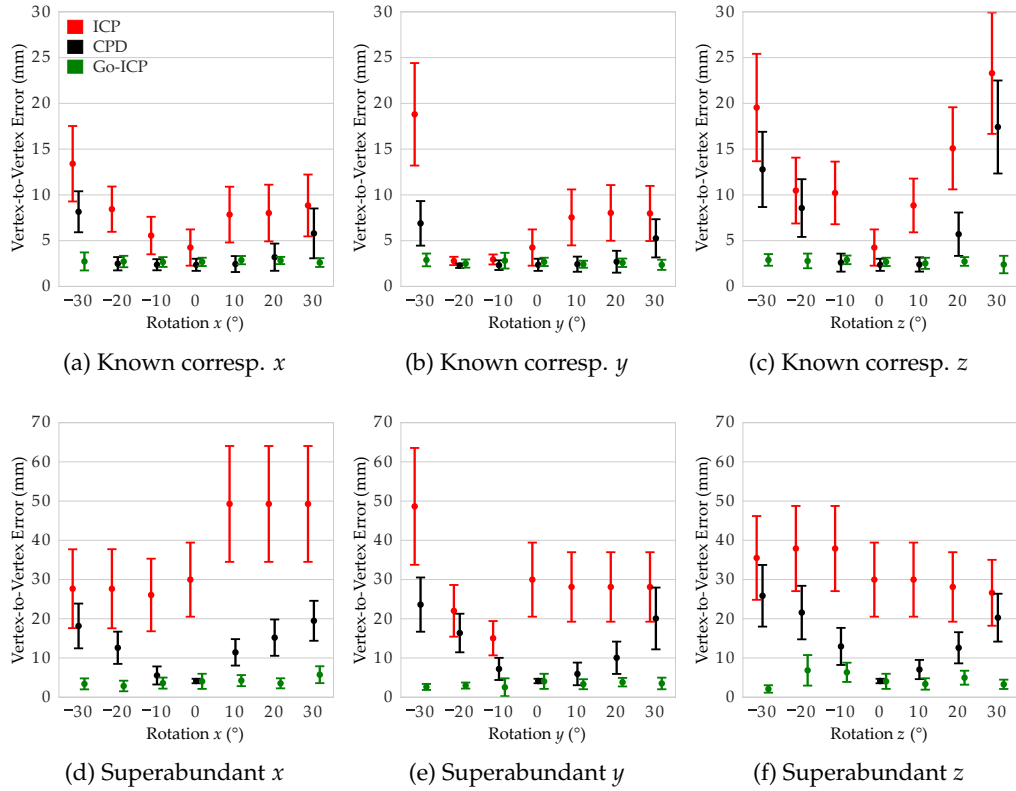 30
25
20
15
10
5
0
Vertex-to-Vertex Error (mm)
ICP
CPD
Go-ICP
−30 −20 −10 0 10 20 30
Rotation x (°)
(a) Known corresp. x
30
25
20
15
10
5
0
Vertex-to-Vertex Error (mm)
−30 −20 −10 0 10 20 30
Rotation y (°)
(b) Known corresp. y
30
25
20
15
10
5
0
Vertex-to-Vertex Error (mm)
−30 −20 −10 0 10 20 30
Rotation z (°)
(c) Known corresp. z
70
60
50
40
30
20
10
0
Vertex-to-Vertex Error (mm)
−30 −20 −10 0 10 20 30
Rotation x (°)
(d) Superabundant x
70
60
50
40
30
20
10
0
Vertex-to-Vertex Error (mm)
−30 −20 −10 0 10 20 30
Rotation y (°)
(e) Superabundant y
70
60
50
40
30
20
10
0
Vertex-to-Vertex Error (mm)
−30 −20 −10 0 10 20 30
Rotation z (°)
(f) Superabundant z